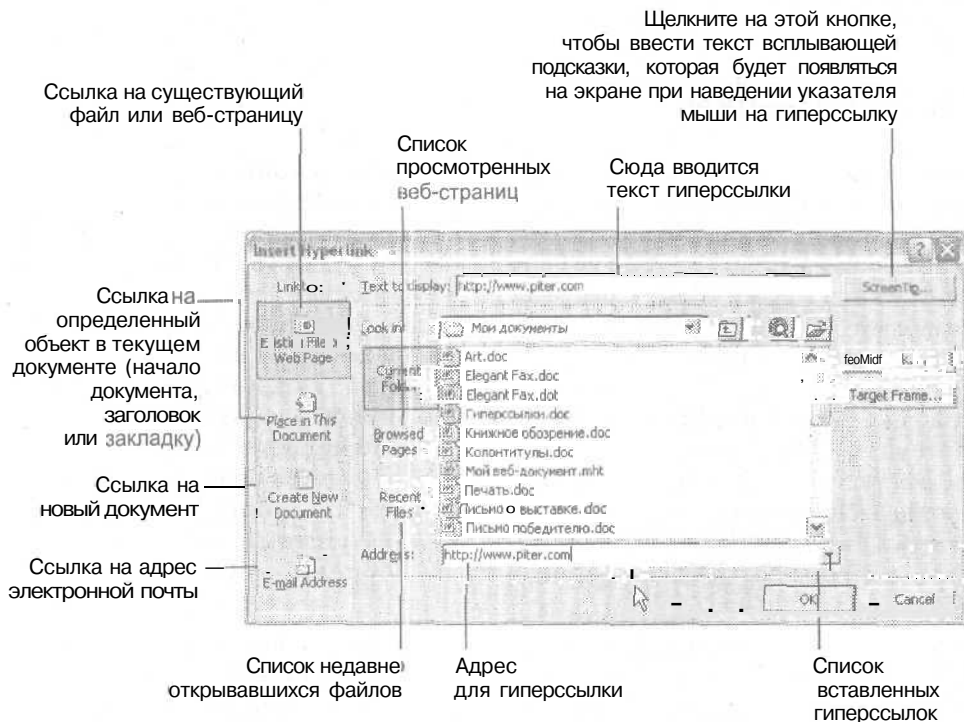 Щелкните на этой кнопке,
чтобы ввести текст всплывающей
подсказки, которая будет появляться
на экране при наведении указателя
мыши на гиперссылку
Ссылка на существующий
файл или веб-страницу
Список
просмотренных
веб-страниц
Сюда вводится
текст гиперссылки
Insert Hyperlink
Link to:
Text to display: http://www.piter.com
ScreenTip...
Ссылка на
определенный
объект в текущем
документе (начало
документа,
заголовок
или закладку)
Web Page
Look in:
Мои документы
Current
Art.doc
Elegant Fax.doc
Elegant Fax.dot
Target Frame...
Place in This
Document
Гиперссылки.doc
Browsed
Pages
Книжное обозрение.doc
Колонтитулы.doc
Мой веб-документ.mht
Ссылка на
новый документ
Create New
Document
Recent
Files
Печать.doc
Письмо о выставке.doc
Письмо победителю.doc
Ссылка на адрес
электронной почты
E-mail Address
Address: http://www.piter.com
OK
Cancel
Список недавне
открывавшихся файлов
Адрес
для гиперссылки
Список
вставленных
гиперссылок